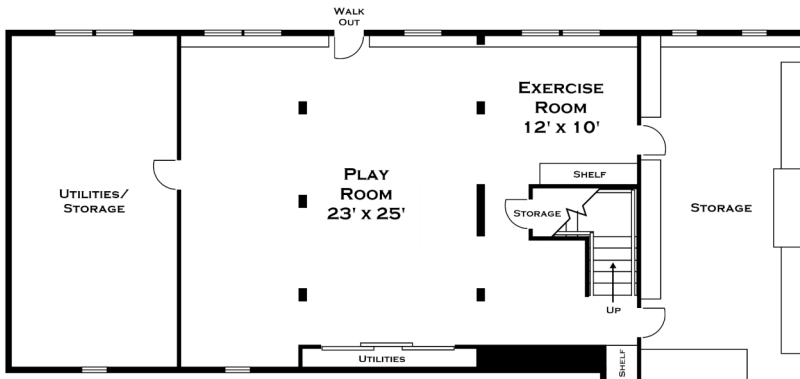 WALK
OUT
EXERCISE
ROOM
12' x 10'
SHELF
PLAY
ROOM
23' x 25'
UTILITIES/
STORAGE
STORAGE
STORAGE
UP
UTILITIES
SHELF